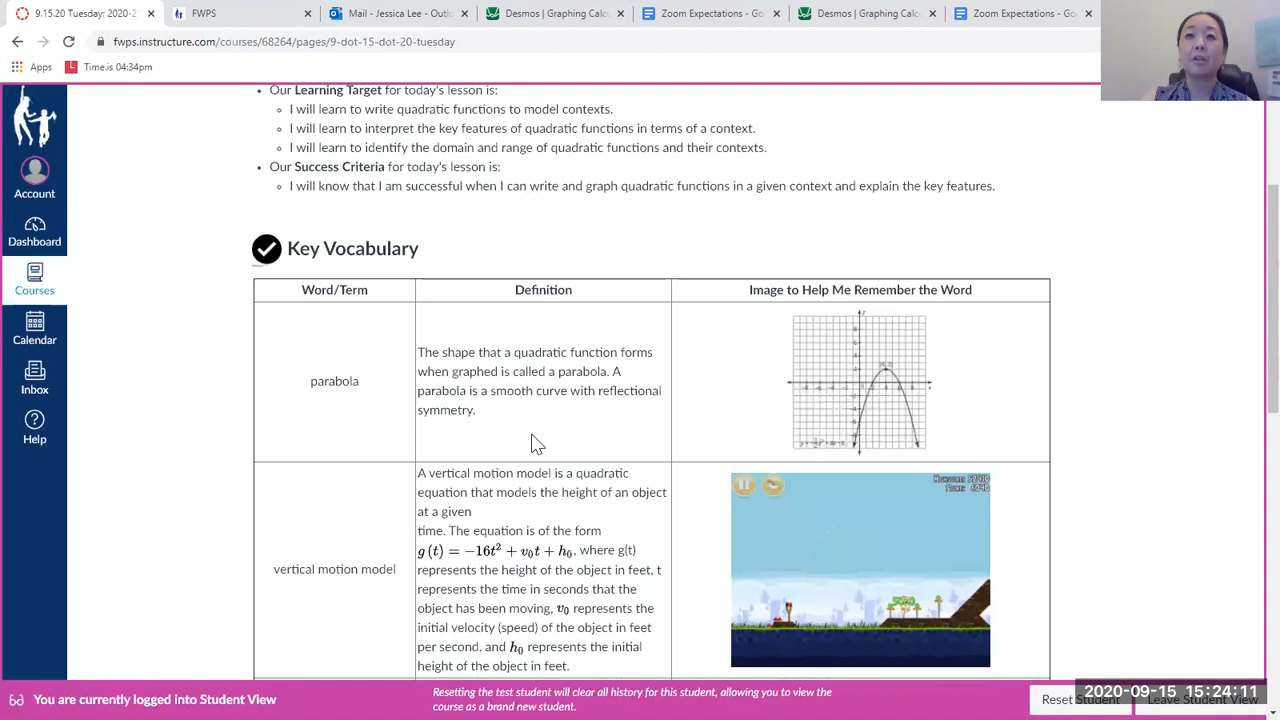 9.15.20 Tuesday: 2020-2
FWPS
Mail - Jessica Lee - Outlo
Desmos | Graphing Calcu
Zoom Expectations - Goo
Desmos | Graphing Calcu
Zoom Expectations - Goo
fwps.instructure.com/courses/68264/pages/9-dot-15-dot-20-tuesday
Apps
Time.is 04:34pm
Our Learning Target for today's lesson is:
I will learn to write quadratic functions to model contexts.
I will learn to interpret the key features of quadratic functions in terms of a context.
I will learn to identify the domain and range of quadratic functions and their contexts.
Our Success Criteria for today's lesson is:
I will know that I am successful when I can write and graph quadratic functions in a given context and explain the key features.
Account
Dashboard
Courses
Calendar
Inbox
Help
Key Vocabulary
Word/Term
Definition
Image to Help Me Remember the Word
parabola
The shape that a quadratic function forms
when graphed is called a parabola. A
parabola is a smooth curve with reflectional
symmetry.
vertical motion model
A vertical motion model is a quadratic
equation that models the height of an object
at a given
time. The equation is of the form
g(t) = −16t² + v₀t + h₀, where g(t)
represents the height of the object in feet, t
represents the time in seconds that the
object has been moving, v₀ represents the
initial velocity (speed) of the object in feet
per second, and h₀ represents the initial
height of the object in feet.
You are currently logged into Student View
Resetting the test student will clear all history for this student, allowing you to view the
course as a brand new student.
Reset Student
Leave Student View
2020-09-15 15:24:11